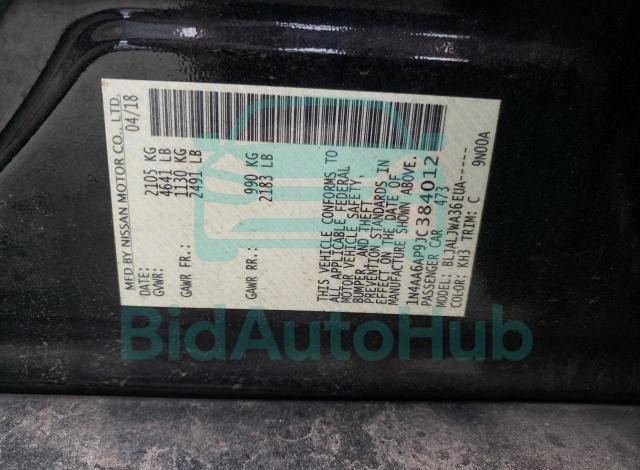 MFD BY NISSAN MOTOR CO., LTD.
04/18
GVWR: 2105 KG
4641 LB
GAWR FR.: 1130 KG
2491 LB
GAWR RR.: 990 KG
2183 LB
THIS VEHICLE CONFORMS TO
ALL APPLICABLE FEDERAL
MOTOR VEHICLE SAFETY,
BUMPER, AND THEFT
PREVENTION STANDARDS IN
EFFECT ON THE DATE OF
MANUFACTURE SHOWN ABOVE.
1N4AA6AP9JC384012
PASSENGER CAR 473
MODEL: BLJALJWA36EUA-----
COLOR: KH3 TRIM: C 9N00A
BidAutoHub